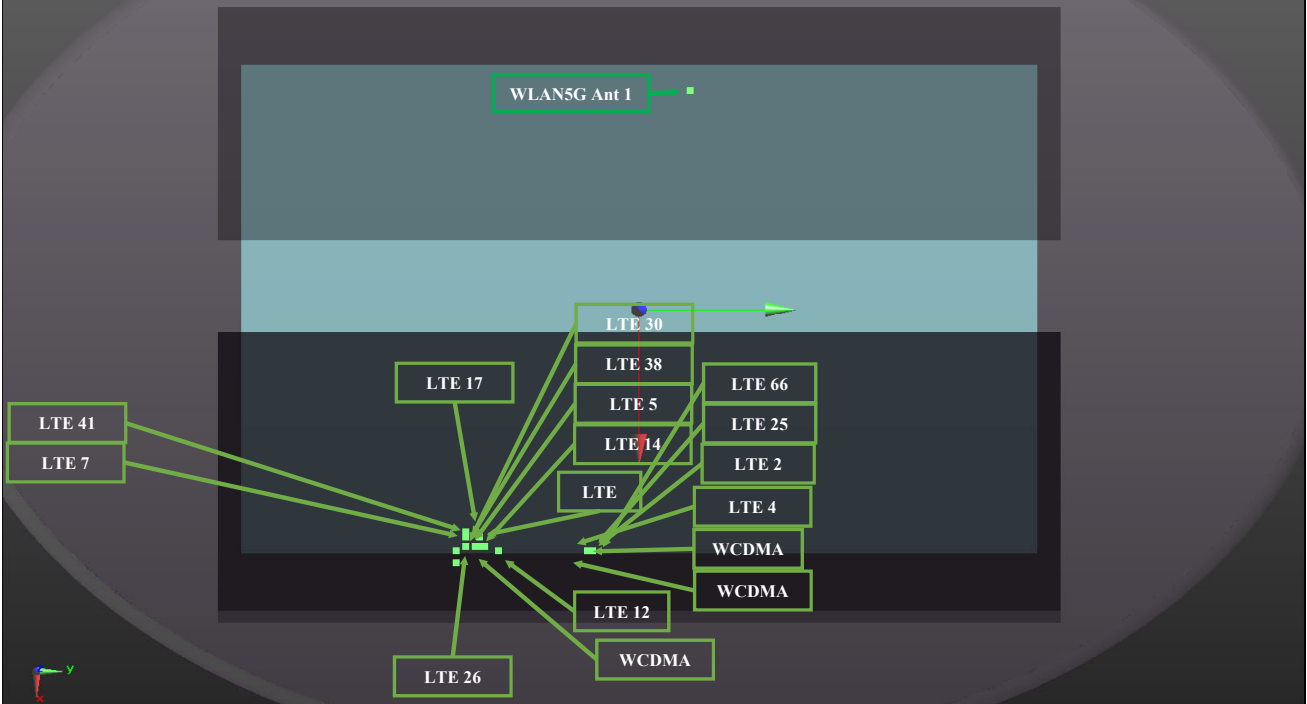 WLAN5G Ant 1
LTE 30
LTE 38
LTE 17
LTE 66
LTE 5
LTE 41
LTE 25
LTE 14
LTE 7
LTE 2
LTE
LTE 4
WCDMA
WCDMA
LTE 12
WCDMA
LTE 26
y
x